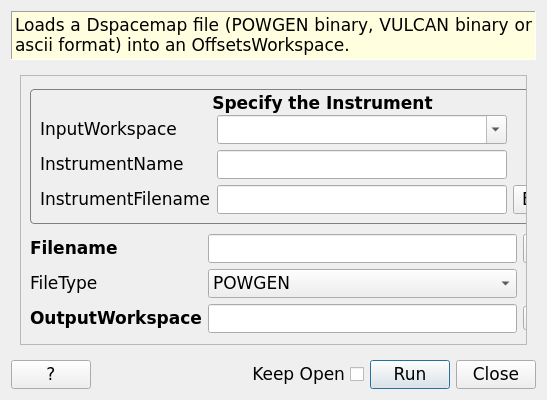 Loads a Dspacemap file (POWGEN binary, VULCAN binary or
ascii format) into an OffsetsWorkspace.
Specify the Instrument
InputWorkspace
InstrumentName
InstrumentFilename
Filename
FileType POWGEN
OutputWorkspace
? Keep Open Run Close